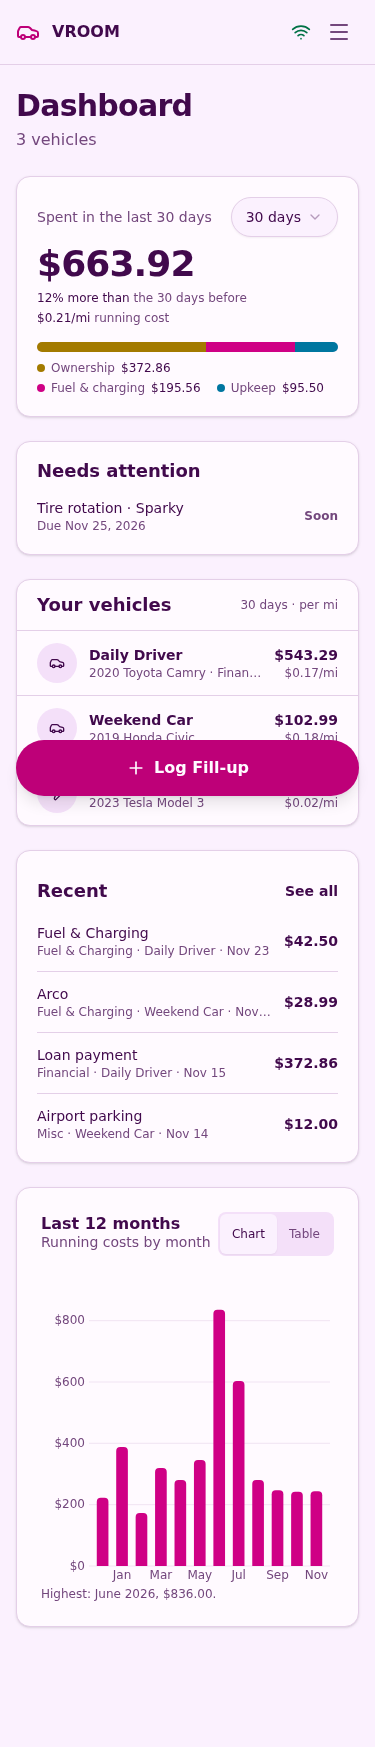 VROOM
Dashboard
3 vehicles
Spent in the last 30 days
30 days
$663.92
12% more than the 30 days before
$0.21/mi running cost
Ownership $372.86
Fuel & charging $195.56
Upkeep $95.50
Needs attention
Tire rotation · Sparky
Due Nov 25, 2026
Soon
Your vehicles
30 days · per mi
Daily Driver
$543.29
2020 Toyota Camry · Finan…
$0.17/mi
Weekend Car
$102.99
2019 Honda Civic
$0.18/mi
+ Log Fill-up
2023 Tesla Model 3
$0.02/mi
Recent
See all
Fuel & Charging
Fuel & Charging · Daily Driver · Nov 23
$42.50
Arco
Fuel & Charging · Weekend Car · Nov…
$28.99
Loan payment
Financial · Daily Driver · Nov 15
$372.86
Airport parking
Misc · Weekend Car · Nov 14
$12.00
Last 12 months
Running costs by month
Chart
Table
$800
$600
$400
$200
$0
Jan Mar May Jul Sep Nov
Highest: June 2026, $836.00.